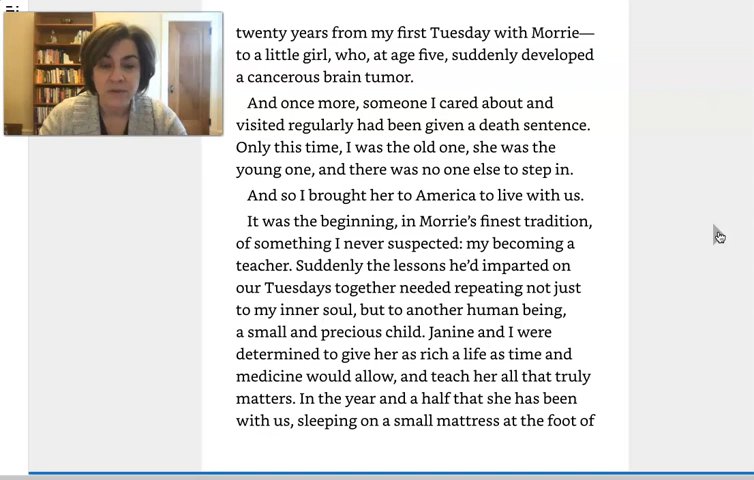 twenty years from my first Tuesday with Morrie—
to a little girl, who, at age five, suddenly developed
a cancerous brain tumor.
And once more, someone I cared about and
visited regularly had been given a death sentence.
Only this time, I was the old one, she was the
young one, and there was no one else to step in.
And so I brought her to America to live with us.
It was the beginning, in Morrie’s finest tradition,
of something I never suspected: my becoming a
teacher. Suddenly the lessons he’d imparted on
our Tuesdays together needed repeating not just
to my inner soul, but to another human being,
a small and precious child. Janine and I were
determined to give her as rich a life as time and
medicine would allow, and teach her all that truly
matters. In the year and a half that she has been
with us, sleeping on a small mattress at the foot of